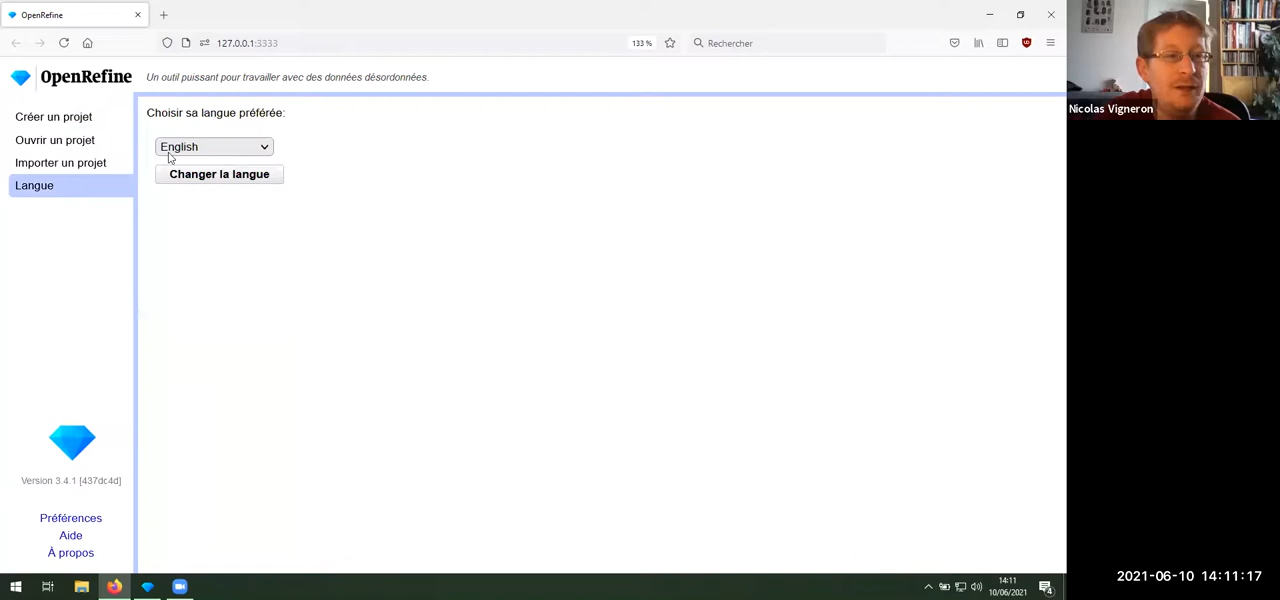 OpenRefine
127.0.0.1:3333
133 %
Rechercher
OpenRefine
Un outil puissant pour travailler avec des données désordonnées.
Créer un projet
Ouvrir un projet
Importer un projet
Langue
Choisir sa langue préférée:
English
Changer la langue
Version 3.4.1 [437dc4d]
Préférences
Aide
À propos
Nicolas Vigneron
14:11
10/06/2021
4
2021-06-10 14:11:17